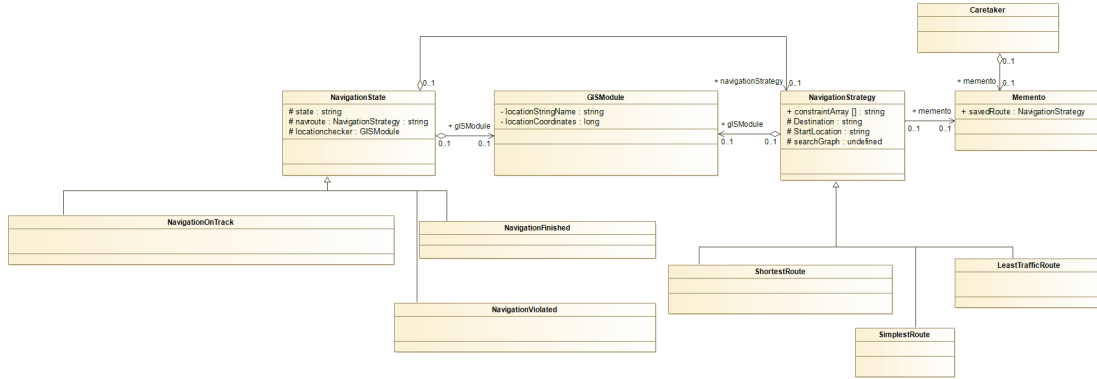 Caretaker
0..1
+ navigationStrategy
0..1
0..1
+ memento
0..1
NavigationState
# state : string
# navroute : NavigationStrategy : string
# locationchecker : GISModule
+ gISModule
0..1
0..1
GISModule
- locationStringName : string
- locationCoordinates : long
+ gISModule
0..1
0..1
NavigationStrategy
+ constraintArray [] : string
# Destination : string
# StartLocation : string
# searchGraph : undefined
+ memento
0..1
0..1
Memento
+ savedRoute : NavigationStrategy
NavigationOnTrack
NavigationFinished
NavigationViolated
ShortestRoute
LeastTrafficRoute
SimplestRoute